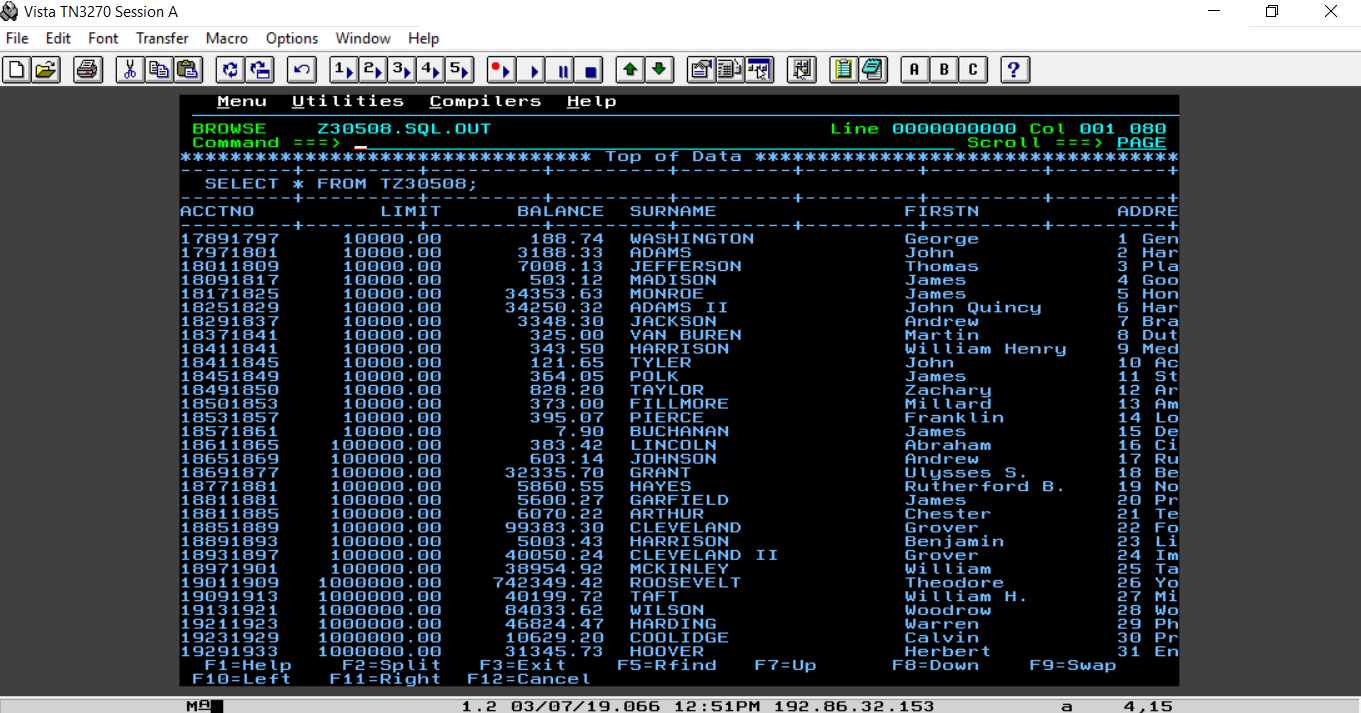 Vista TN3270 Session A
File Edit Font Transfer Macro Options Window Help
1 2 3 4 5 A B C ?
Menu Utilities Compilers Help
BROWSE Z30508.SQL.OUT Line 0000000000 Col 001 080
Command ===> Scroll ===> PAGE
********************************* Top of Data **********************************
---------+---------+---------+---------+---------+---------+---------+---------+
SELECT * FROM TZ30508;
---------+---------+---------+---------+---------+---------+---------+---------+
ACCTNO LIMIT BALANCE SURNAME FIRSTN ADDRE
---------+---------+---------+---------+---------+---------+---------+---------+
17891797 10000.00 188.74 WASHINGTON George 1 Gen
17971801 10000.00 3188.33 ADAMS John 2 Har
18011809 10000.00 7008.13 JEFFERSON Thomas 3 Pla
18091817 10000.00 503.12 MADISON James 4 Goo
18171825 10000.00 34353.63 MONROE James 5 Hon
18251829 10000.00 34250.32 ADAMS II John Quincy 6 Har
18291837 10000.00 3348.30 JACKSON Andrew 7 Bra
18371841 10000.00 325.00 VAN BUREN Martin 8 Dut
18411841 10000.00 343.50 HARRISON William Henry 9 Med
18411845 10000.00 121.65 TYLER John 10 Ac
18451849 10000.00 364.05 POLK James 11 St
18491850 10000.00 828.20 TAYLOR Zachary 12 Ar
18501853 10000.00 373.00 FILLMORE Millard 13 Am
18531857 10000.00 395.07 PIERCE Franklin 14 Lo
18571861 10000.00 7.90 BUCHANAN James 15 De
18611865 100000.00 383.42 LINCOLN Abraham 16 Ci
18651869 100000.00 603.14 JOHNSON Andrew 17 Ru
18691877 100000.00 32335.70 GRANT Ulysses S. 18 Be
18771881 100000.00 5860.55 HAYES Rutherford B. 19 No
18811881 100000.00 5600.27 GARFIELD James 20 Pr
18811885 100000.00 6070.22 ARTHUR Chester 21 Te
18851889 100000.00 99383.30 CLEVELAND Grover 22 Fo
18891893 100000.00 5003.43 HARRISON Benjamin 23 Li
18931897 100000.00 40050.24 CLEVELAND II Grover 24 Im
18971901 100000.00 38954.92 MCKINLEY William 25 Ta
19011909 1000000.00 742349.42 ROOSEVELT Theodore 26 Yo
19091913 1000000.00 40199.72 TAFT William H. 27 Mi
19131921 1000000.00 84033.62 WILSON Woodrow 28 Wo
19211923 1000000.00 46824.47 HARDING Warren 29 Ph
19231929 1000000.00 10629.20 COOLIDGE Calvin 30 Pr
19291933 1000000.00 31345.73 HOOVER Herbert 31 En
F1=Help F2=Split F3=Exit F5=Rfind F7=Up F8=Down F9=Swap
F10=Left F11=Right F12=Cancel
MA 1.2 03/07/19.066 12:51PM 192.86.32.153 a 4,15